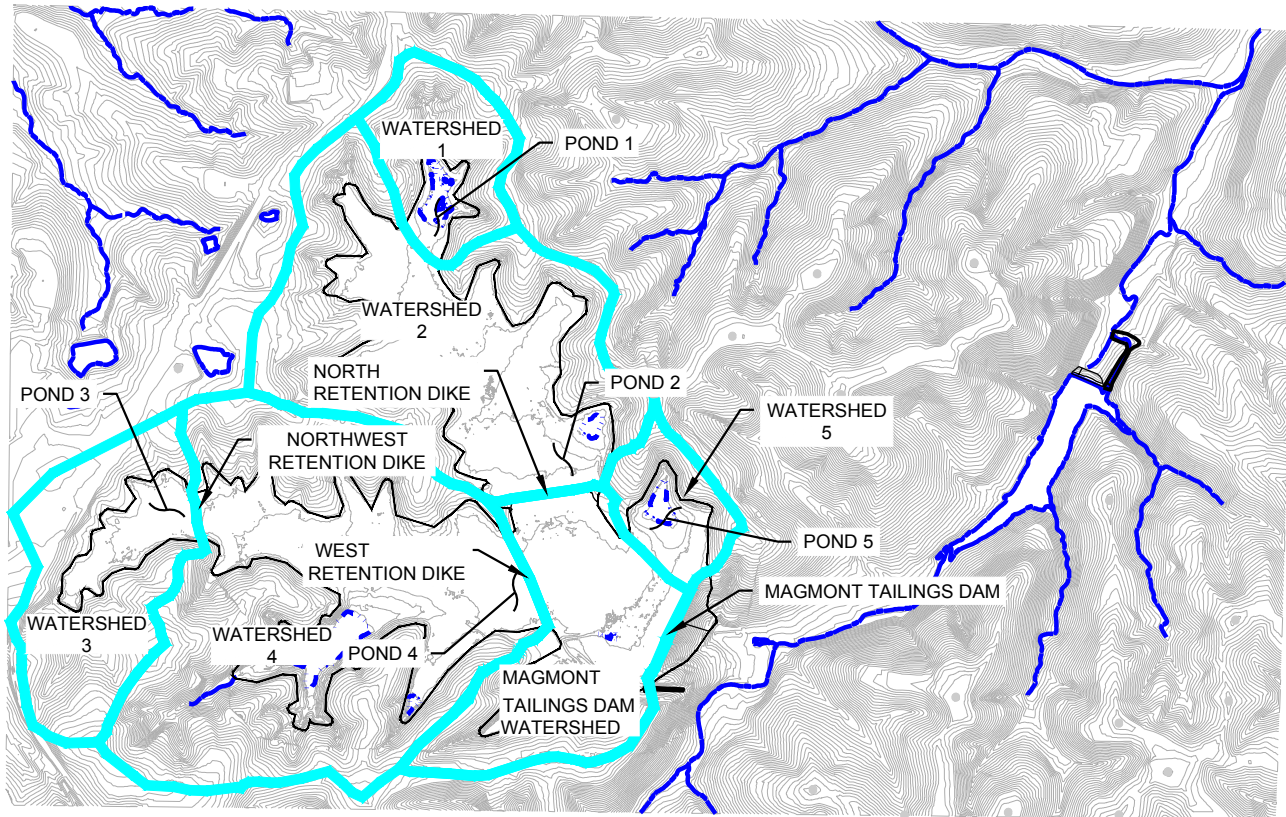 WATERSHED
1
POND 1
WATERSHED
2
NORTH
RETENTION DIKE
POND 2
POND 3
WATERSHED
5
NORTHWEST
RETENTION DIKE
POND 5
WEST
RETENTION DIKE
MAGMONT TAILINGS DAM
WATERSHED
3
WATERSHED
4
POND 4
MAGMONT
TAILINGS DAM
WATERSHED